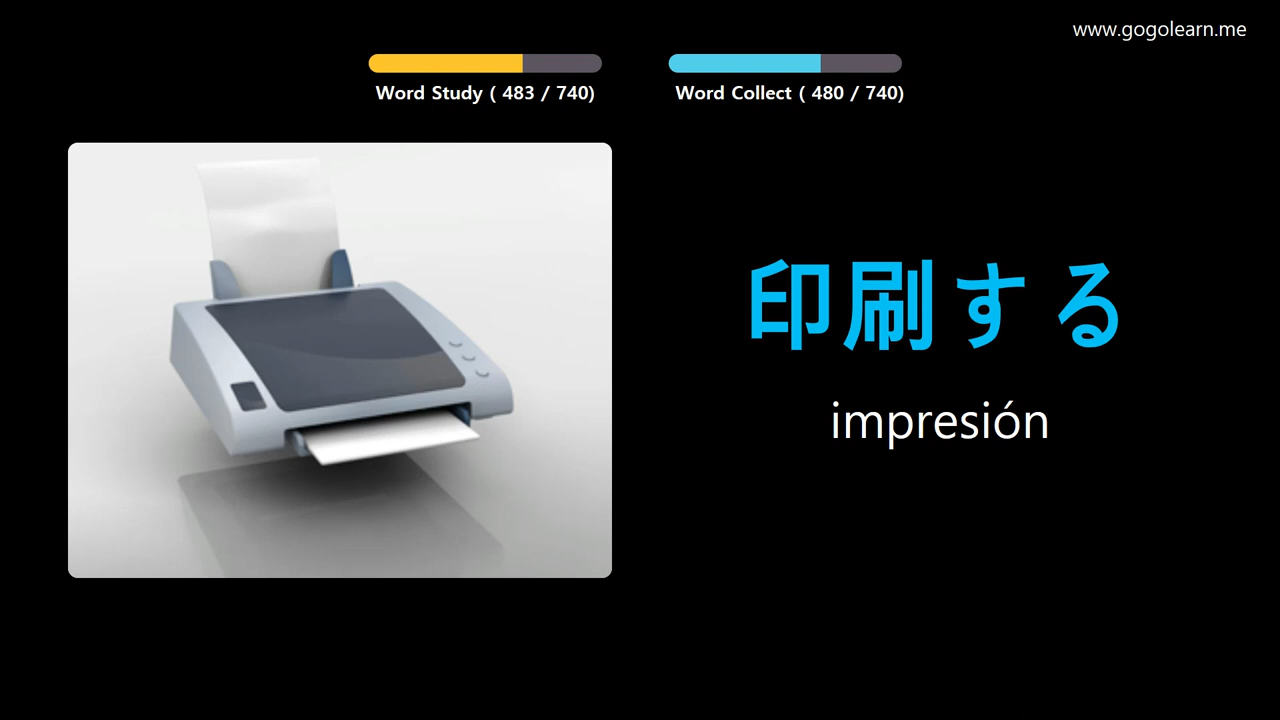 www.gogolearn.me
Word Study ( 483 / 740)
Word Collect ( 480 / 740)
印刷する
impresión